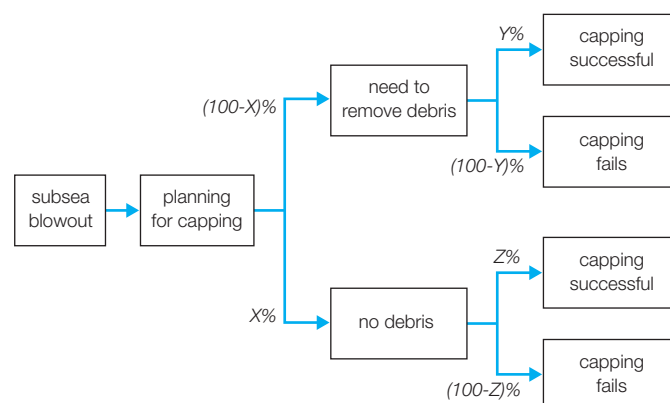 Y%
capping
successful
need to
remove debris
(100-X)%
capping
fails
(100-Y)%
subsea
blowout
planning
for capping
Z%
capping
successful
X%
no debris
capping
fails
(100-Z)%